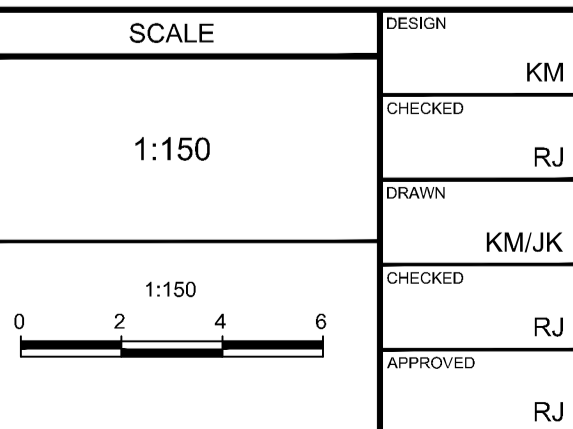 SCALE
1:150
1:150
0 2 4 6
DESIGN
KM
CHECKED
RJ
DRAWN
KM/JK
CHECKED
RJ
APPROVED
RJ